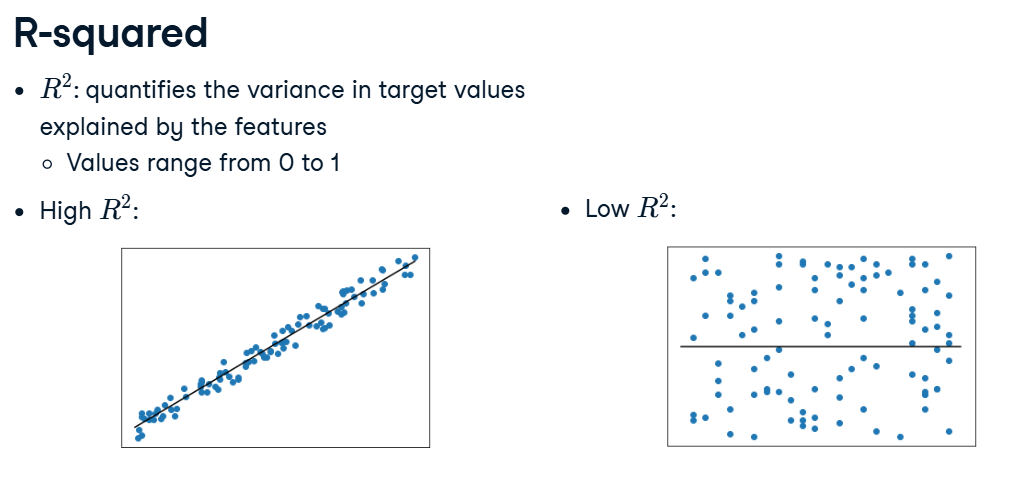 R-squared
• R²: quantifies the variance in target values
explained by the features
◦ Values range from 0 to 1
• High R²:
• Low R²: